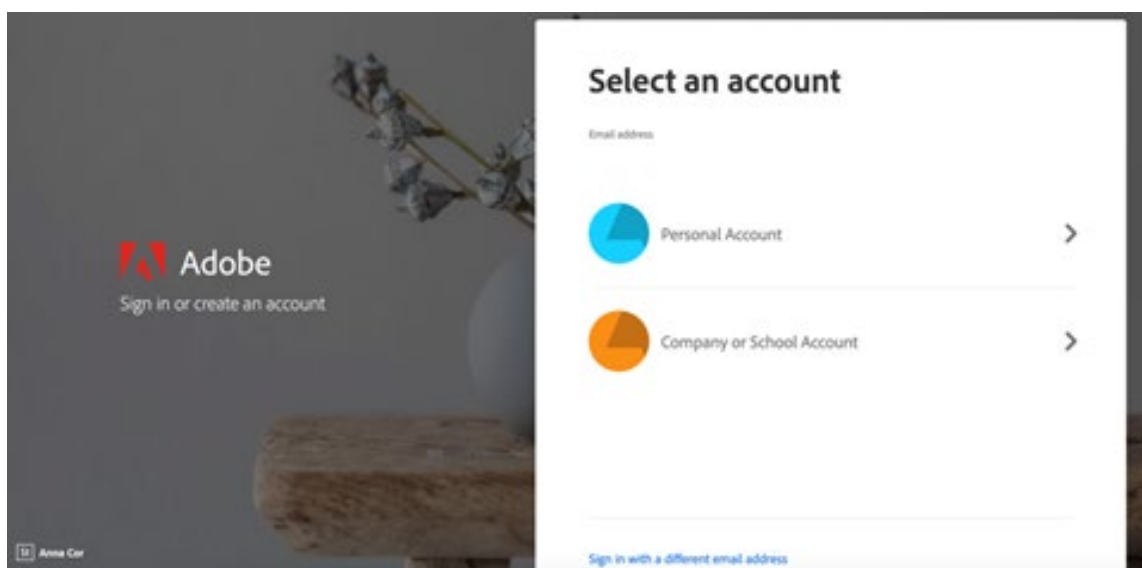 Adobe
Sign in or create an account
St Anna Cor
Select an account
Email address
Personal Account
Company or School Account
Sign in with a different email address